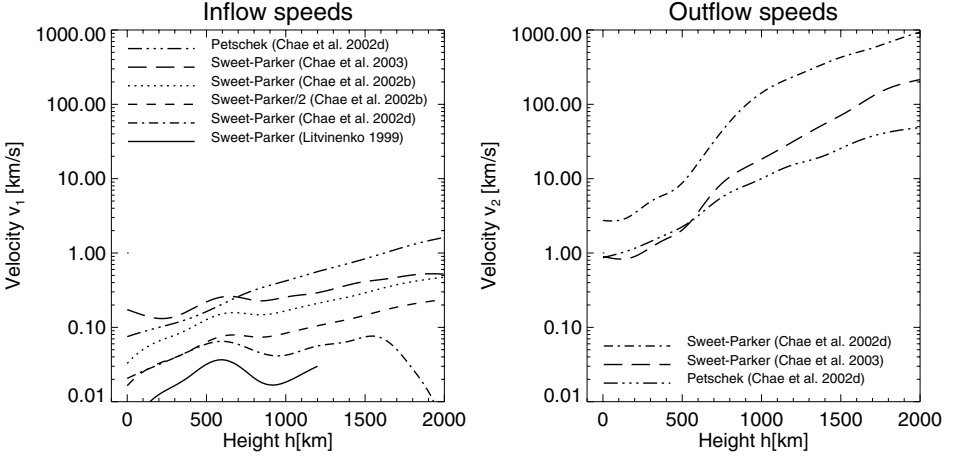 Inflow speeds
1000.00
100.00
10.00
1.00
0.10
0.01
Velocity v1 [km/s]
Petschek (Chae et al. 2002d)
Sweet-Parker (Chae et al. 2003)
Sweet-Parker (Chae et al. 2002b)
Sweet-Parker/2 (Chae et al. 2002b)
Sweet-Parker (Chae et al. 2002d)
Sweet-Parker (Litvinenko 1999)
0 500 1000 1500 2000
Height h[km]
Outflow speeds
1000.00
100.00
10.00
1.00
0.10
0.01
Velocity v2 [km/s]
Sweet-Parker (Chae et al. 2002d)
Sweet-Parker (Chae et al. 2003)
Petschek (Chae et al. 2002d)
0 500 1000 1500 2000
Height h[km]